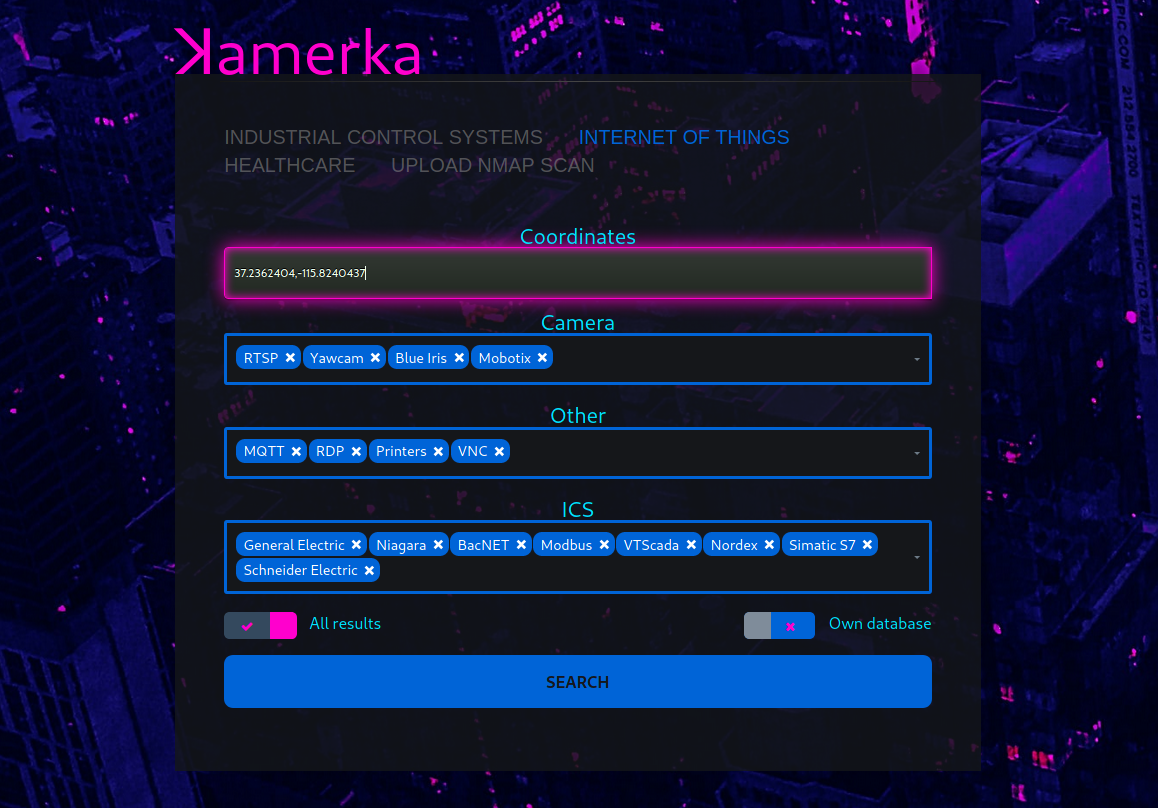 Kamerka
INDUSTRIAL CONTROL SYSTEMS INTERNET OF THINGS
HEALTHCARE UPLOAD NMAP SCAN
Coordinates
37.2362404,-115.8240437
Camera
RTSP Yawcam Blue Iris Mobotix
Other
MQTT RDP Printers VNC
ICS
General Electric Niagara BacNET Modbus VTScada Nordex Simatic S7
Schneider Electric
All results Own database
SEARCH